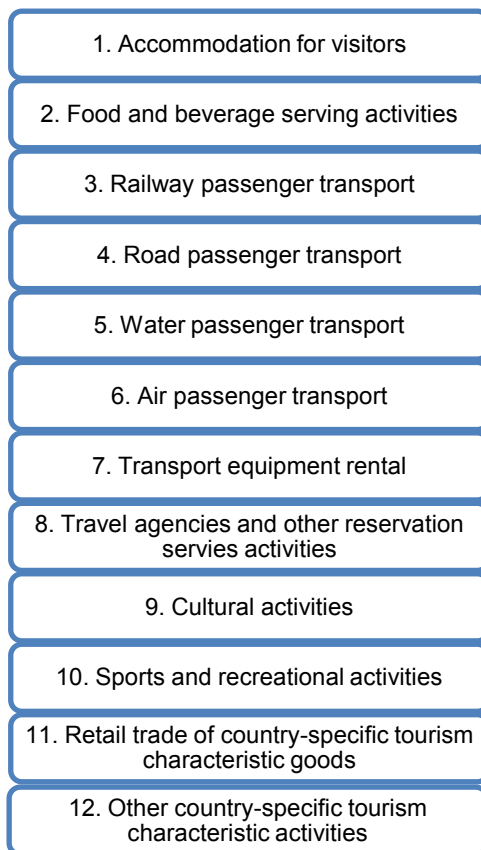 1. Accommodation for visitors
2. Food and beverage serving activities
3. Railway passenger transport
4. Road passenger transport
5. Water passenger transport
6. Air passenger transport
7. Transport equipment rental
8. Travel agencies and other reservation
servies activities
9. Cultural activities
10. Sports and recreational activities
11. Retail trade of country-specific tourism
characteristic goods
12. Other country-specific tourism
characteristic activities